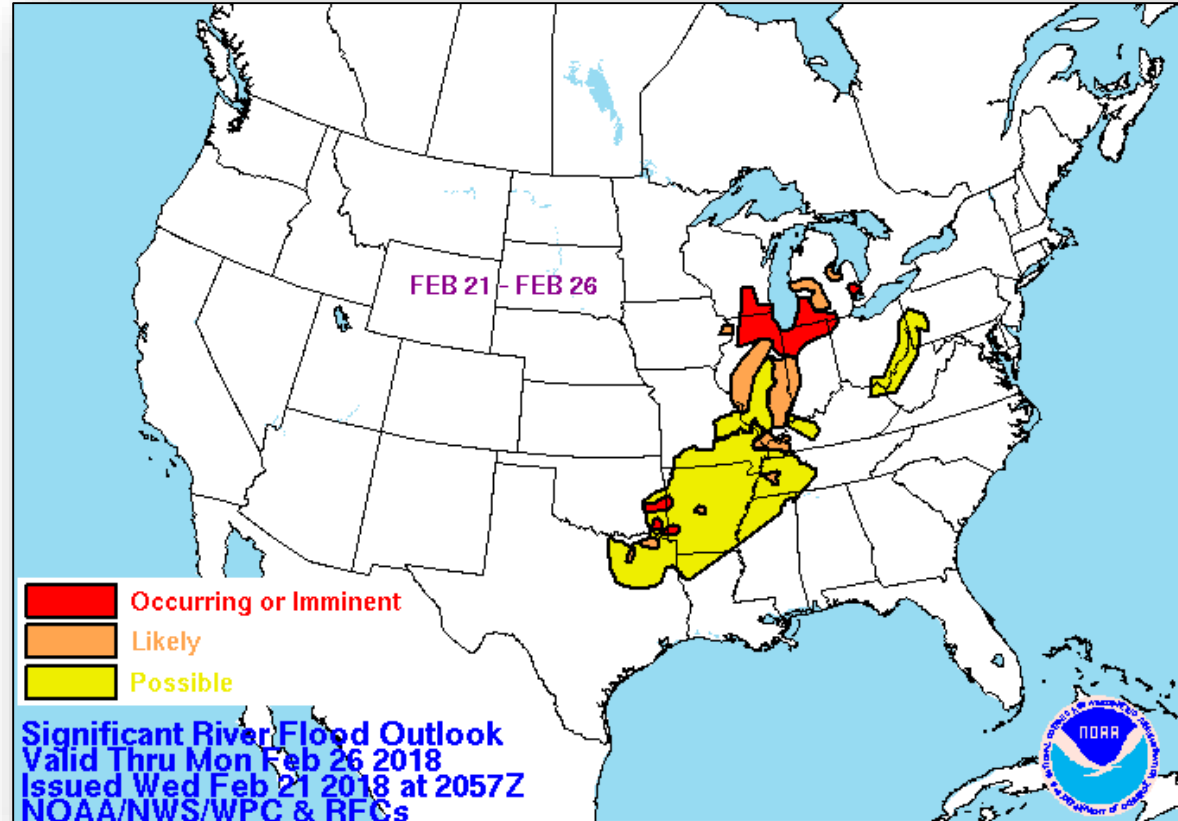 FEB 21 - FEB 26
Occurring or Imminent
Likely
Possible
Significant River Flood Outlook
Valid Thru Mon Feb 26 2018
Issued Wed Feb 21 2018 at 2057Z
NOAA/NWS/WPC & RFCs
NOAA